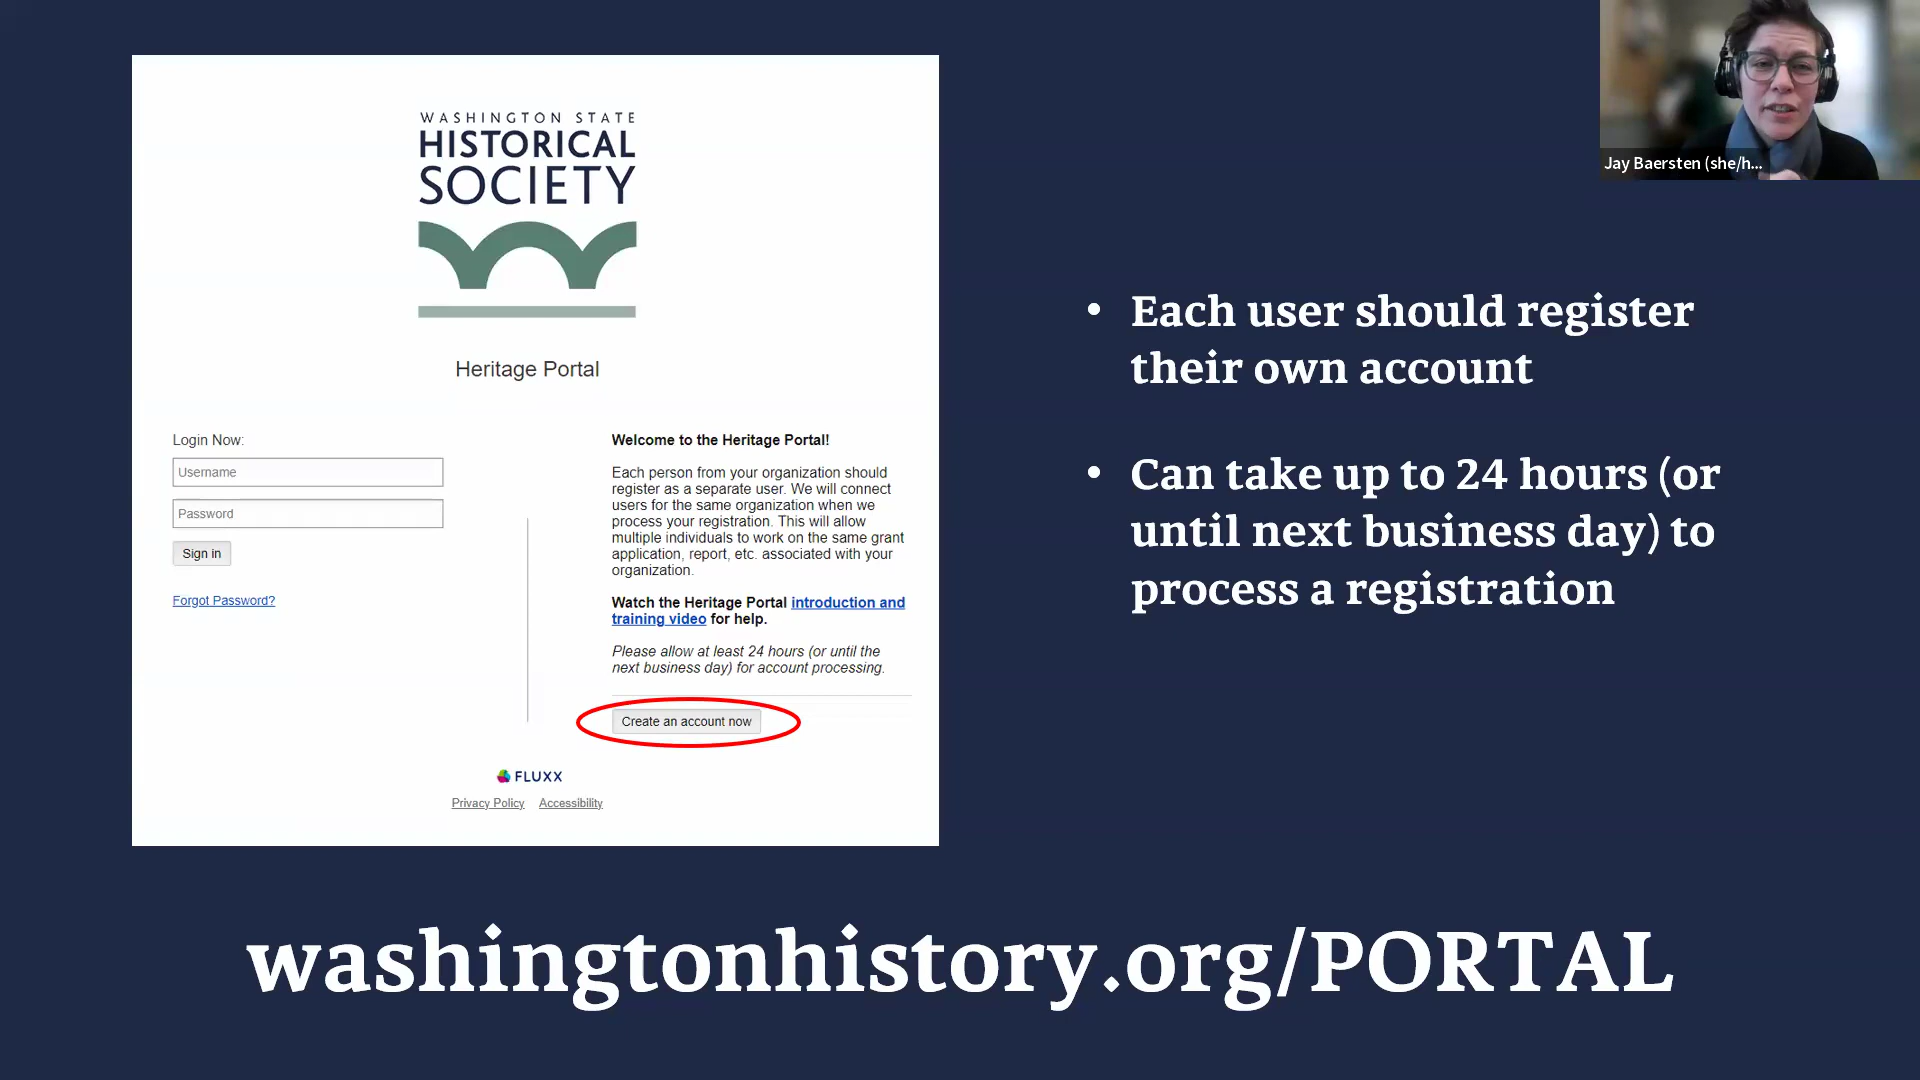 WASHINGTON STATE
HISTORICAL
SOCIETY
Heritage Portal
Login Now:
Username
Password
Sign in
Forgot Password?
Welcome to the Heritage Portal!
Each person from your organization should
register as a separate user. We will connect
users for the same organization when we
process your registration. This will allow
multiple individuals to work on the same grant
application, report, etc. associated with your
organization.
Watch the Heritage Portal introduction and
training video for help.
Please allow at least 24 hours (or until the
next business day) for account processing.
Create an account now
FLUXX
Privacy Policy Accessibility
Jay Baersten (she/h...
• Each user should register
their own account
• Can take up to 24 hours (or
until next business day) to
process a registration
washingtonhistory.org/PORTAL